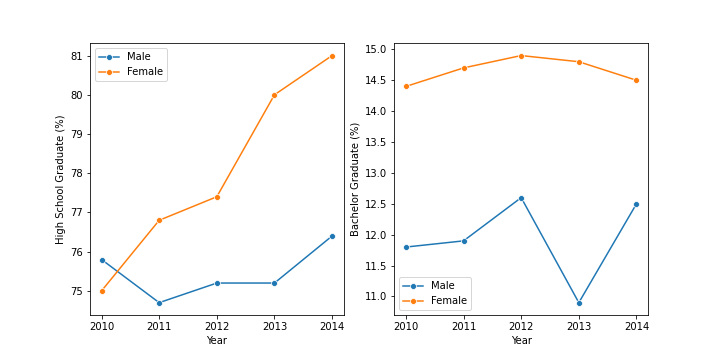 Male
Female
81
80
79
78
77
76
75
High School Graduate (%)
2010 2011 2012 2013 2014
Year
15.0
14.5
14.0
13.5
13.0
12.5
12.0
11.5
11.0
Bachelor Graduate (%)
Male
Female
2010 2011 2012 2013 2014
Year